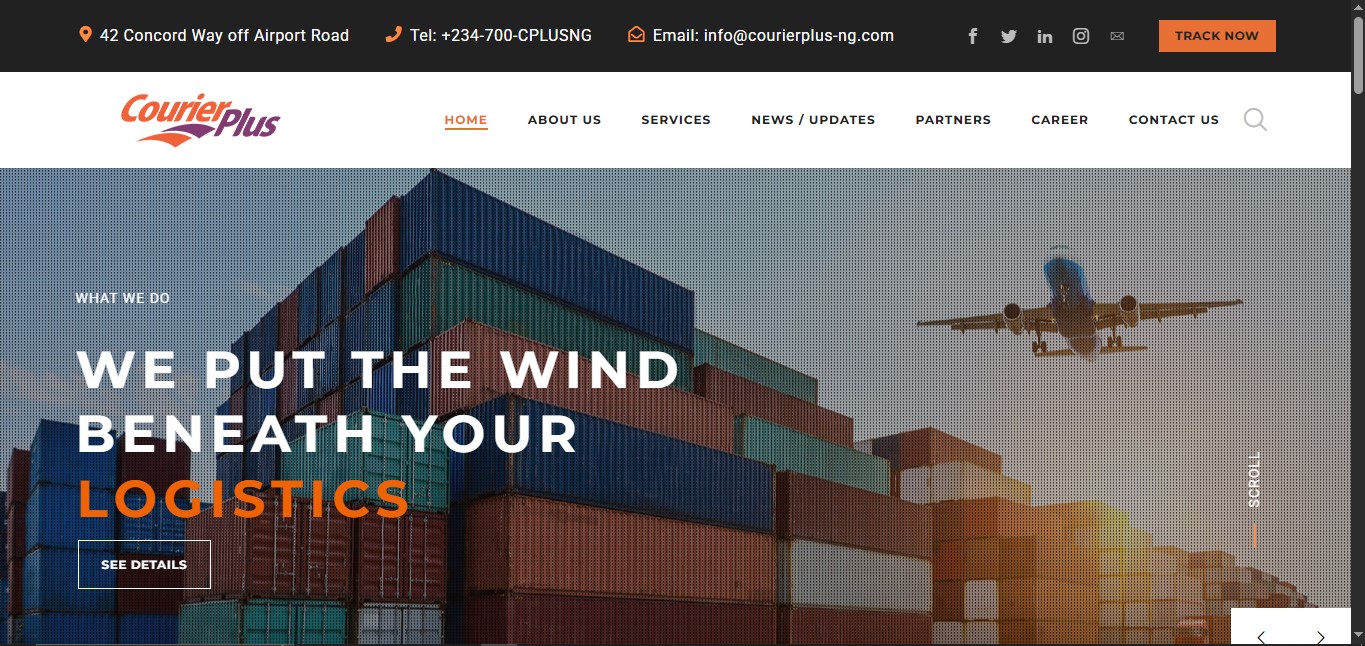 42 Concord Way off Airport Road
Tel: +234-700-CPLUSNG
Email: info@courierplus-ng.com
TRACK NOW
CourierPlus
HOME
ABOUT US
SERVICES
NEWS / UPDATES
PARTNERS
CAREER
CONTACT US
WHAT WE DO
WE PUT THE WIND
BENEATH YOUR
LOGISTICS
SEE DETAILS
SCROLL